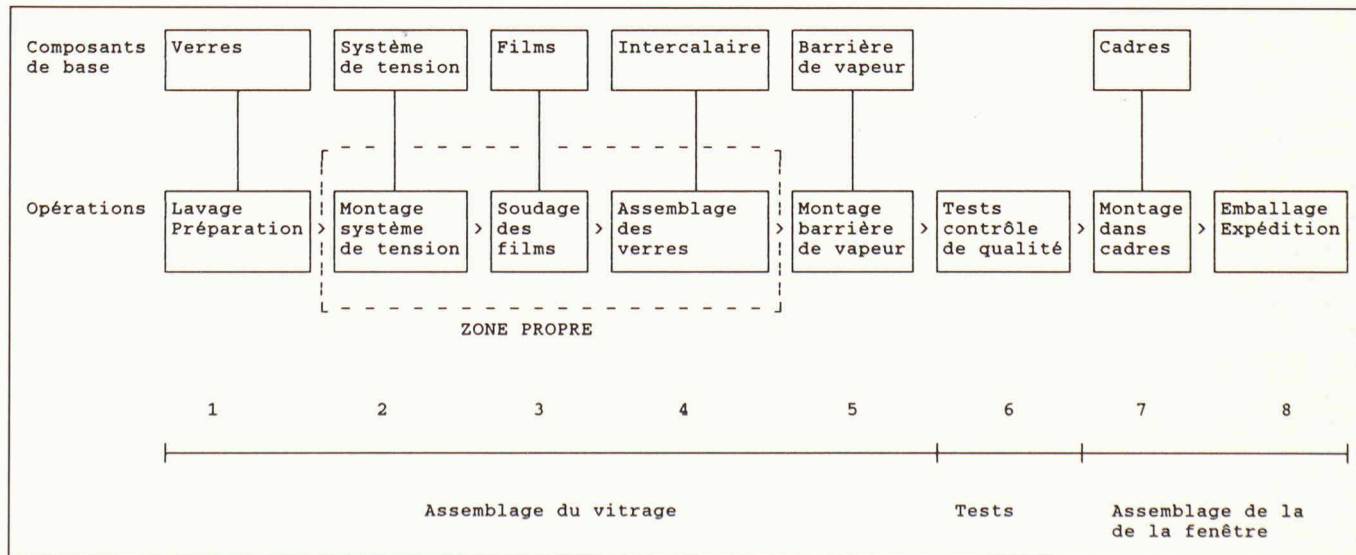 Composants
de base
Verres
Système
de tension
Films
Intercalaire
Barrière
de vapeur
Cadres
Opérations
Lavage
Préparation
>
Montage
système
de tension
>
Soudage
des
films
>
Assemblage
des
verres
>
Montage
barrière
de vapeur
>
Tests
contrôle
de qualité
>
Montage
dans
cadres
>
Emballage
Expédition
ZONE PROPRE
1 2 3 4 5 6 7 8
Assemblage du vitrage
Tests
Assemblage de la
de la fenêtre